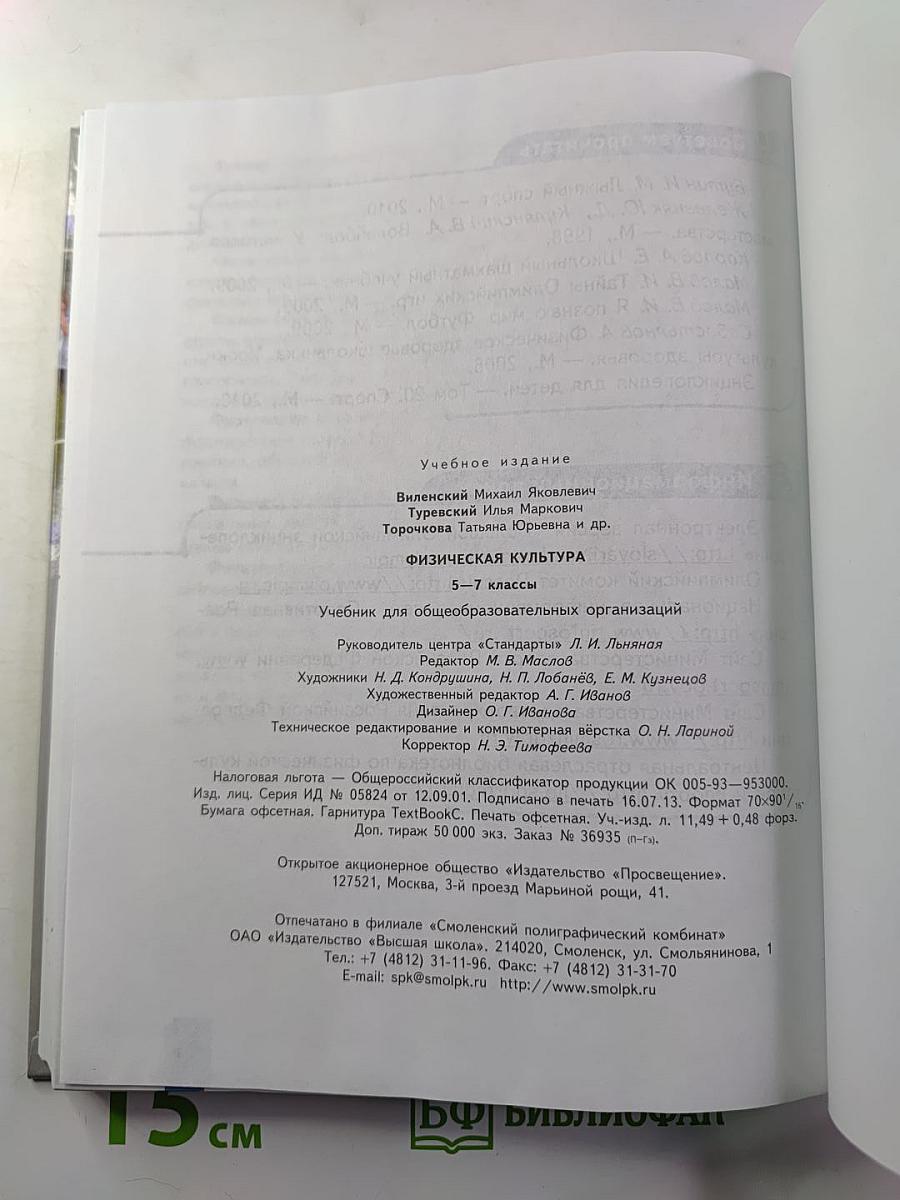 Учебное издание
Виленский Михаил Яковлевич
Туревский Илья Маркович
Торочкова Татьяна Юрьевна и др.
ФИЗИЧЕСКАЯ КУЛЬТУРА
5—7 классы
Учебник для общеобразовательных организаций
Руководитель центра «Стандарты» Л. И. Льняная
Редактор М. В. Маслов
Художники Н. Д. Кондрушина, Н. П. Лобанёв, Е. М. Кузнецов
Художественный редактор А. Г. Иванов
Дизайнер О. Г. Иванова
Техническое редактирование и компьютерная вёрстка О. Н. Лариной
Корректор Н. Э. Тимофеева
Налоговая льгота — Общероссийский классификатор продукции ОК 005-93—953000.
Изд. лиц. Серия ИД № 05824 от 12.09.01. Подписано в печать 16.07.13. Формат 70×90¹/₁₆.
Бумага офсетная. Гарнитура TextBookC. Печать офсетная. Уч.-изд. л. 11,49 + 0,48 форз.
Доп. тираж 50 000 экз. Заказ № 36935 (п-гз).
Открытое акционерное общество «Издательство «Просвещение».
127521, Москва, 3-й проезд Марьиной рощи, 41.
Отпечатано в филиале «Смоленский полиграфический комбинат»
ОАО «Издательство «Высшая школа». 214020, Смоленск, ул. Смольянинова, 1
Тел.: +7 (4812) 31-11-96. Факс: +7 (4812) 31-31-70
E-mail: spk@smolpk.ru http://www.smolpk.ru
15 см
БФ БИБЛИОФАН